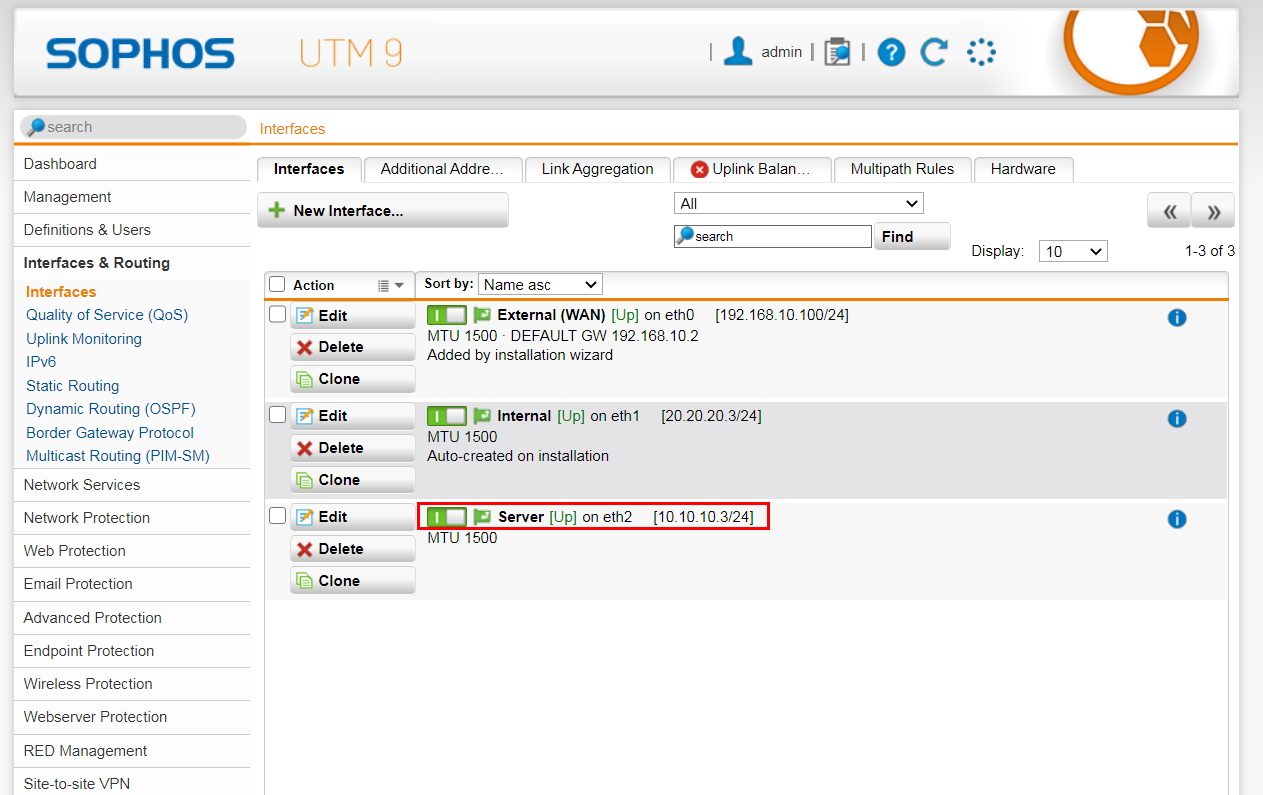 SOPHOS UTM 9
| admin | |
search
Interfaces
Dashboard
Management
Definitions & Users
Interfaces & Routing
Interfaces
Quality of Service (QoS)
Uplink Monitoring
IPv6
Static Routing
Dynamic Routing (OSPF)
Border Gateway Protocol
Multicast Routing (PIM-SM)
Network Services
Network Protection
Web Protection
Email Protection
Advanced Protection
Endpoint Protection
Wireless Protection
Webserver Protection
RED Management
Site-to-site VPN
Interfaces Additional Addre… Link Aggregation Uplink Balan… Multipath Rules Hardware
New Interface...
All
search Find
Display: 10 1-3 of 3
Action Sort by: Name asc
Edit External (WAN) [Up] on eth0 [192.168.10.100/24]
MTU 1500 · DEFAULT GW 192.168.10.2
Delete
Added by installation wizard
Clone
Edit Internal [Up] on eth1 [20.20.20.3/24]
MTU 1500
Delete
Auto-created on installation
Clone
Edit Server [Up] on eth2 [10.10.10.3/24]
MTU 1500
Delete
Clone